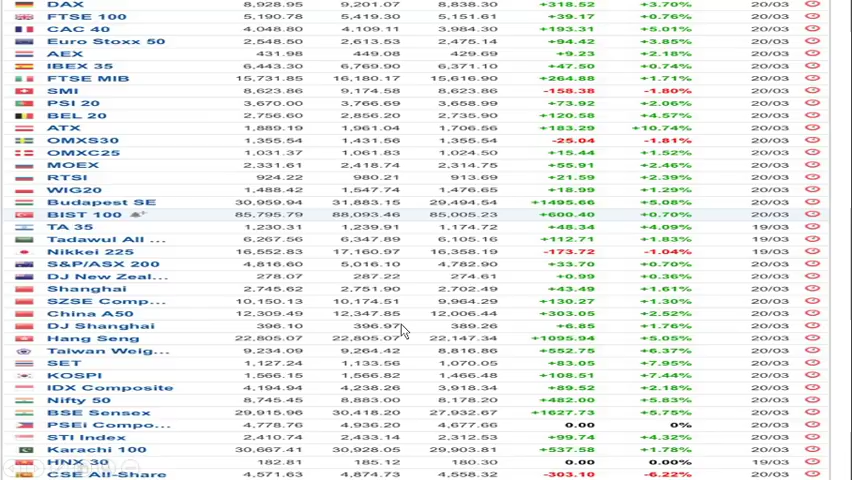 DAX 8,928.95 9,201.07 8,838.30 +318.52 +3.70% 20/03
FTSE 100 5,190.78 5,419.30 5,151.61 +39.17 +0.76% 20/03
CAC 40 4,048.80 4,109.11 3,984.30 +193.31 +5.01% 20/03
Euro Stoxx 50 2,548.50 2,613.53 2,475.14 +94.42 +3.85% 20/03
AEX 431.98 449.08 429.69 +9.23 +2.18% 20/03
IBEX 35 6,443.30 6,769.90 6,371.10 +47.50 +0.74% 20/03
FTSE MIB 15,731.85 16,180.17 15,616.90 +264.88 +1.71% 20/03
SMI 8,623.86 9,174.58 8,623.86 -158.38 -1.80% 20/03
PSI 20 3,670.00 3,766.69 3,658.99 +73.92 +2.06% 20/03
BEL 20 2,756.60 2,856.20 2,735.90 +120.58 +4.57% 20/03
ATX 1,889.19 1,961.04 1,706.56 +183.29 +10.74% 20/03
OMXS30 1,355.54 1,431.56 1,355.54 -25.04 -1.81% 20/03
OMXC25 1,031.37 1,061.83 1,024.50 +15.44 +1.52% 20/03
MOEX 2,331.61 2,418.74 2,314.75 +55.91 +2.46% 20/03
RTSI 924.22 980.21 913.69 +21.59 +2.39% 20/03
WIG20 1,488.42 1,547.74 1,476.65 +18.99 +1.29% 20/03
Budapest SE 30,959.94 31,883.15 29,494.54 +1495.66 +5.08% 20/03
BIST 100 85,795.79 88,093.46 85,005.23 +600.40 +0.70% 20/03
TA 35 1,230.31 1,239.91 1,174.72 +48.34 +4.09% 19/03
Tadawul All ... 6,267.56 6,347.89 6,105.16 +112.71 +1.83% 19/03
Nikkei 225 16,552.83 17,160.97 16,358.19 -173.72 -1.04% 19/03
S&P/ASX 200 4,816.60 5,016.10 4,782.90 +33.70 +0.70% 20/03
DJ New Zeal... 278.07 287.22 274.61 +0.99 +0.36% 20/03
Shanghai 2,745.62 2,751.90 2,702.49 +43.49 +1.61% 20/03
SZSE Comp... 10,150.13 10,174.51 9,964.29 +130.27 +1.30% 20/03
China A50 12,309.49 12,347.85 12,006.44 +303.05 +2.52% 20/03
DJ Shanghai 396.10 396.97 389.26 +6.85 +1.76% 20/03
Hang Seng 22,805.07 22,805.07 22,147.34 +1095.94 +5.05% 20/03
Taiwan Weig... 9,234.09 9,264.42 8,816.86 +552.75 +6.37% 20/03
SET 1,127.24 1,133.56 1,070.05 +83.05 +7.95% 20/03
KOSPI 1,566.15 1,566.82 1,466.48 +108.51 +7.44% 20/03
IDX Composite 4,194.94 4,238.26 3,918.34 +89.52 +2.18% 20/03
Nifty 50 8,745.45 8,883.00 8,178.20 +482.00 +5.83% 20/03
BSE Sensex 29,915.96 30,418.20 27,932.67 +1627.73 +5.75% 20/03
PSEi Compo... 4,778.76 4,936.20 4,677.66 0.00 0% 20/03
STI Index 2,410.74 2,433.14 2,312.53 +99.74 +4.32% 20/03
Karachi 100 30,667.41 30,928.05 29,903.81 +537.58 +1.78% 20/03
HNX 30 182.81 185.12 180.30 0.00 0.00% 19/03
CSE All-Share 4,571.63 4,874.73 4,558.32 -303.10 -6.22% 20/03